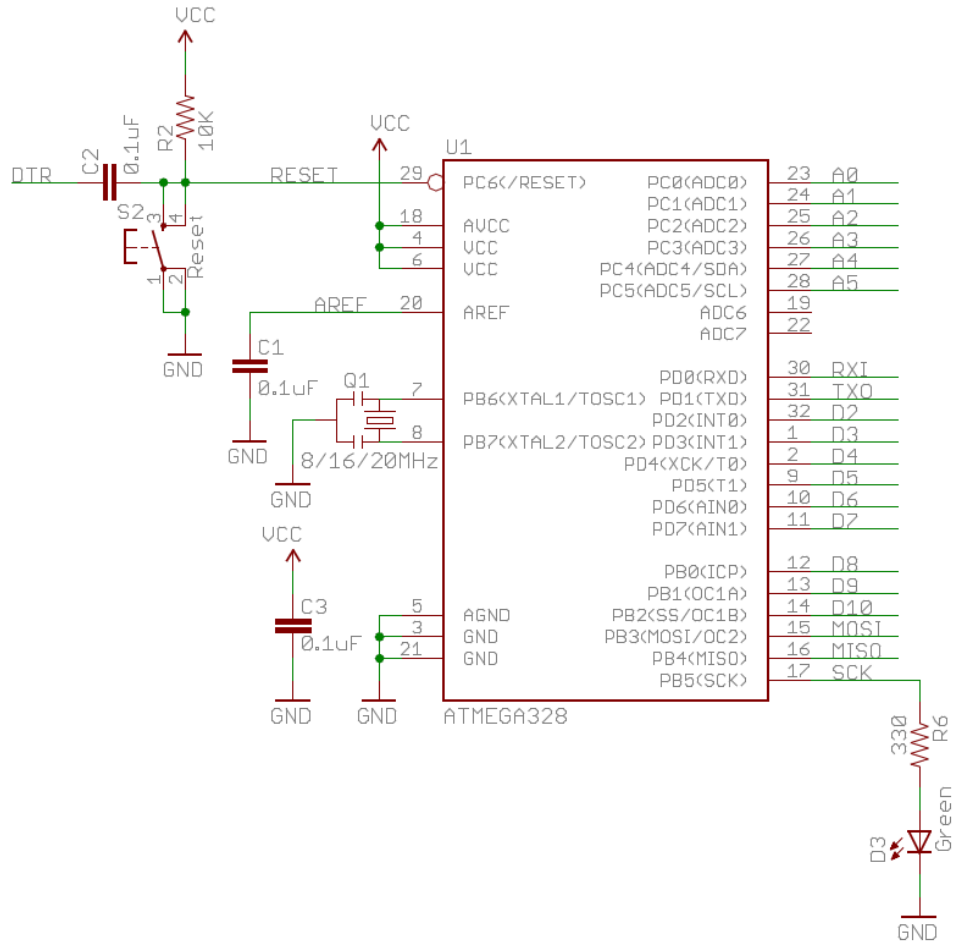 VCC
R2
10K
VCC
C2
0.1uF
DTR
RESET
S2
3
4
1
2
Reset
GND
U1
29 PC6(/RESET)
18 AVCC
4 VCC
6 VCC
AREF 20 AREF
C1
0.1uF
GND
Q1
7 PB6(XTAL1/TOSC1)
8 PB7(XTAL2/TOSC2)
8/16/20MHz
GND
VCC
C3
0.1uF
GND
5 AGND
3 GND
21 GND
GND
PC0(ADC0) 23 A0
PC1(ADC1) 24 A1
PC2(ADC2) 25 A2
PC3(ADC3) 26 A3
PC4(ADC4/SDA) 27 A4
PC5(ADC5/SCL) 28 A5
ADC6 19
ADC7 22
PD0(RXD) 30 RXI
PD1(TXD) 31 TXO
PD2(INT0) 32 D2
PD3(INT1) 1 D3
PD4(XCK/T0) 2 D4
PD5(T1) 9 D5
PD6(AIN0) 10 D6
PD7(AIN1) 11 D7
PB0(ICP) 12 D8
PB1(OC1A) 13 D9
PB2(SS/OC1B) 14 D10
PB3(MOSI/OC2) 15 MOSI
PB4(MISO) 16 MISO
PB5(SCK) 17 SCK
ATMEGA328
330
R6
D3
Green
GND